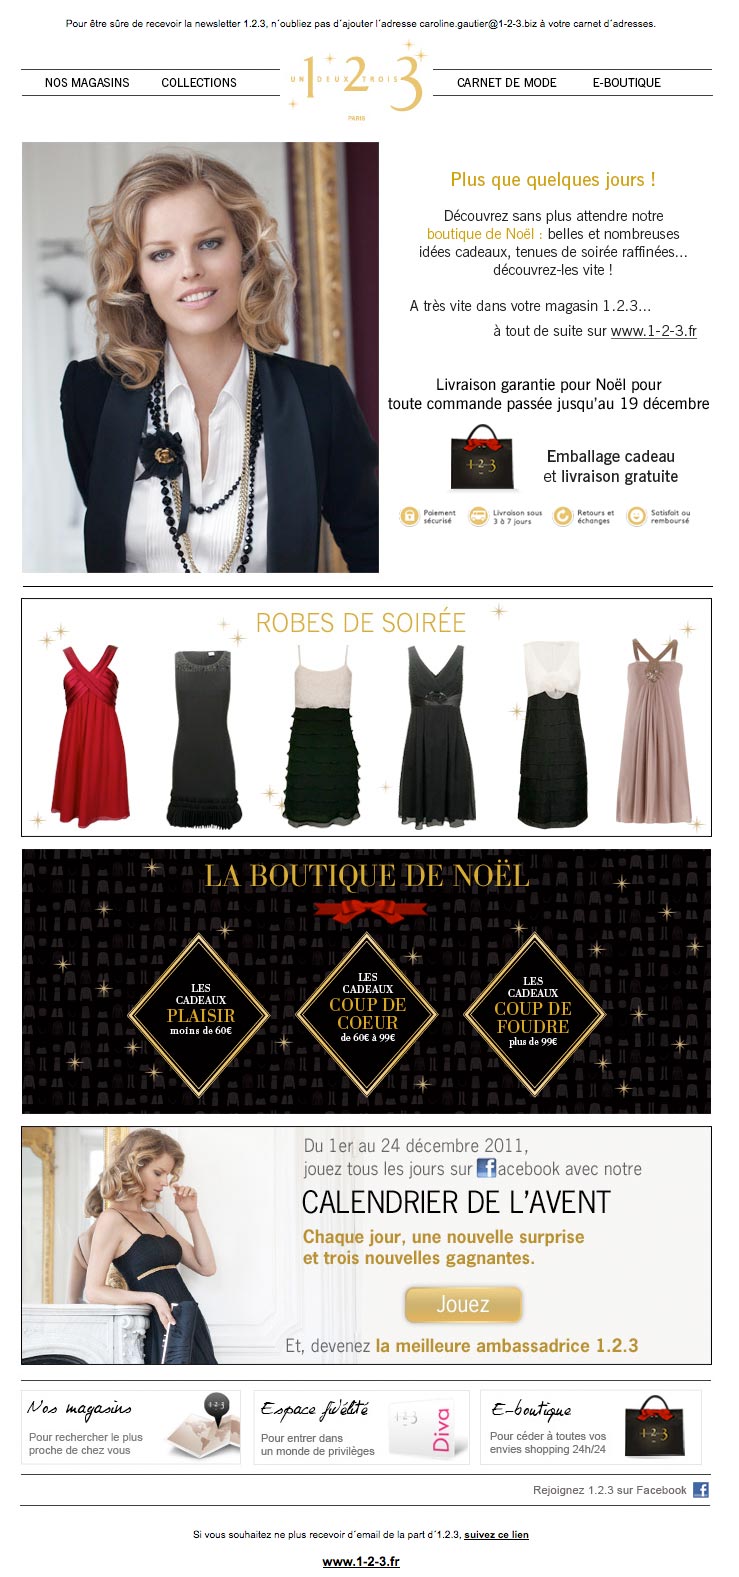 Pour être sûre de recevoir la newsletter 1.2.3, n´oubliez pas d´ajouter l´adresse caroline.gautier@1-2-3.biz à votre carnet d´adresses.
NOS MAGASINS COLLECTIONS
1 2 3
UN DEUX TROIS
PARIS
CARNET DE MODE E-BOUTIQUE
Plus que quelques jours !
Découvrez sans plus attendre notre
boutique de Noël : belles et nombreuses
idées cadeaux, tenues de soirée raffinées...
découvrez-les vite !
A très vite dans votre magasin 1.2.3...
à tout de suite sur www.1-2-3.fr
Livraison garantie pour Noël pour
toute commande passée jusqu'au 19 décembre
1 2 3
Emballage cadeau
et livraison gratuite
Paiement
sécurisé
Livraison sous
3 à 7 jours
Retours et
échanges
Satisfait ou
remboursé
ROBES DE SOIRÉE
LA BOUTIQUE DE NOËL
LES
CADEAUX
PLAISIR
moins de 60€
LES
CADEAUX
COUP DE
COEUR
de 60€ à 99€
LES
CADEAUX
COUP DE
FOUDRE
plus de 99€
Du 1er au 24 décembre 2011,
jouez tous les jours sur facebook avec notre
CALENDRIER DE L'AVENT
Chaque jour, une nouvelle surprise
et trois nouvelles gagnantes.
Jouez
Et, devenez la meilleure ambassadrice 1.2.3
Nos magasins
Pour rechercher le plus
proche de chez vous
1 2 3
Espace fidélité
Pour entrer dans
un monde de privilèges
1 2 3
Diva
E-boutique
Pour céder à toutes vos
envies shopping 24h/24
1 2 3
Rejoignez 1.2.3 sur Facebook f
Si vous souhaitez ne plus recevoir d´email de la part d´1.2.3, suivez ce lien
www.1-2-3.fr